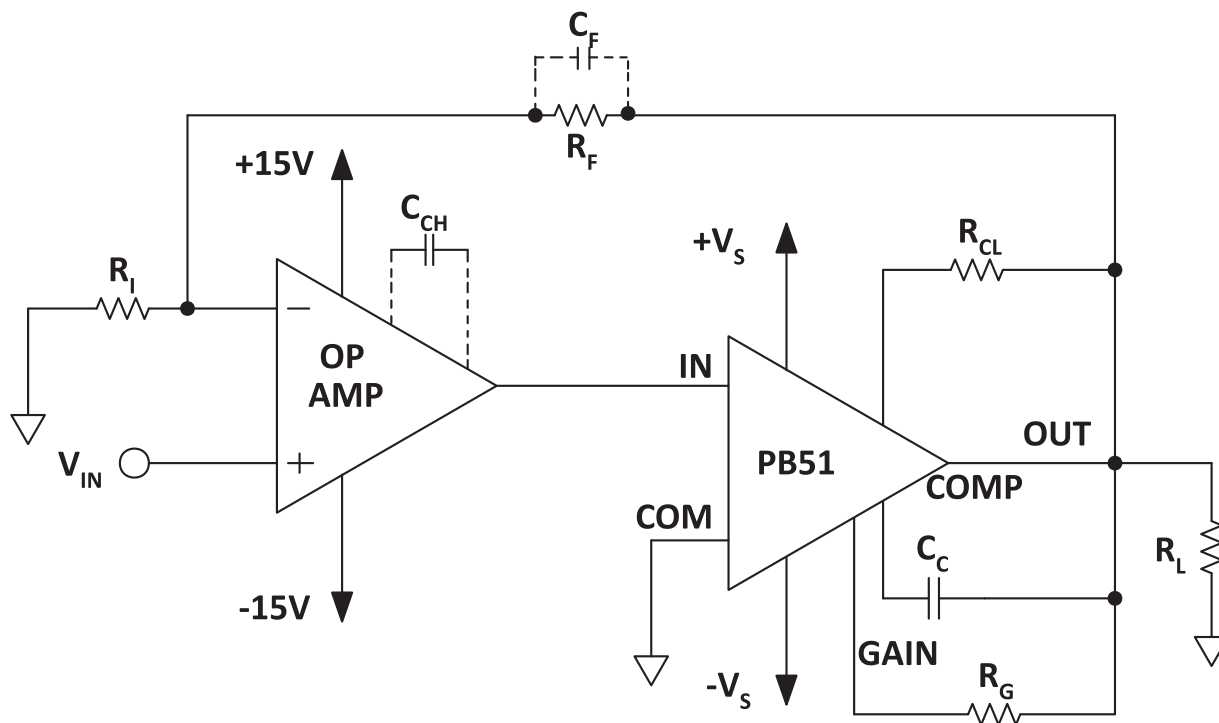 C_F
R_F
+15V
C_CH
+V_S
R_CL
R_I
−
OP
AMP
IN
V_IN
+
PB51
OUT
COMP
COM
C_C
R_L
-15V
GAIN
-V_S
R_G